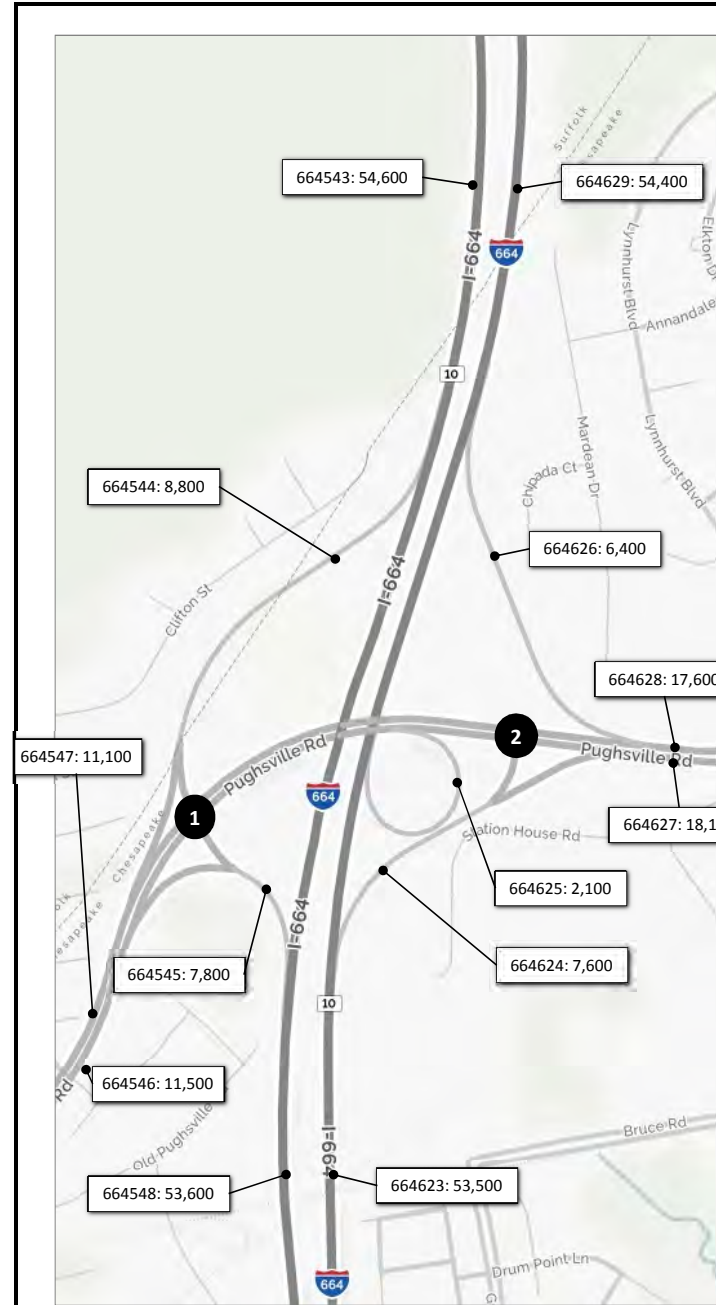 Suffolk
Chesapeake
664543: 54,600
664629: 54,400
Elkton Dr
Lynnhurst Blvd
I-664
664
Annandale
10
Mardean Dr
Lynnhurst Blvd
Chipada Ct
664544: 8,800
664626: 6,400
I-664
Clifton St
664628: 17,600
2
Pughsville Rd
664547: 11,100
Pughsville Rd
664
1
664627: 18,1
Station House Rd
Chesapeake
664625: 2,100
Chesapeake
I-664
664545: 7,800
664624: 7,600
10
664546: 11,500
Rd
Old Pughsville
Bruce Rd
I-664
664548: 53,600
664623: 53,500
Drum Point Ln
664
G